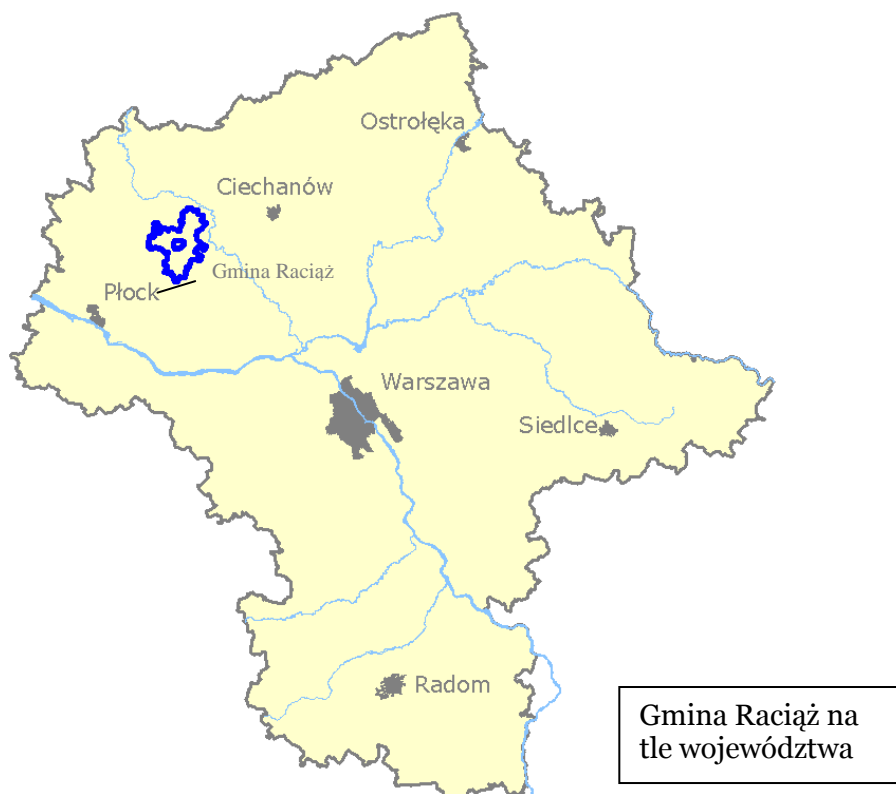 Ostrołęka
Ciechanów
Gmina Raciąż
Płock
Warszawa
Siedlce
Radom
Gmina Raciąż na
tle województwa